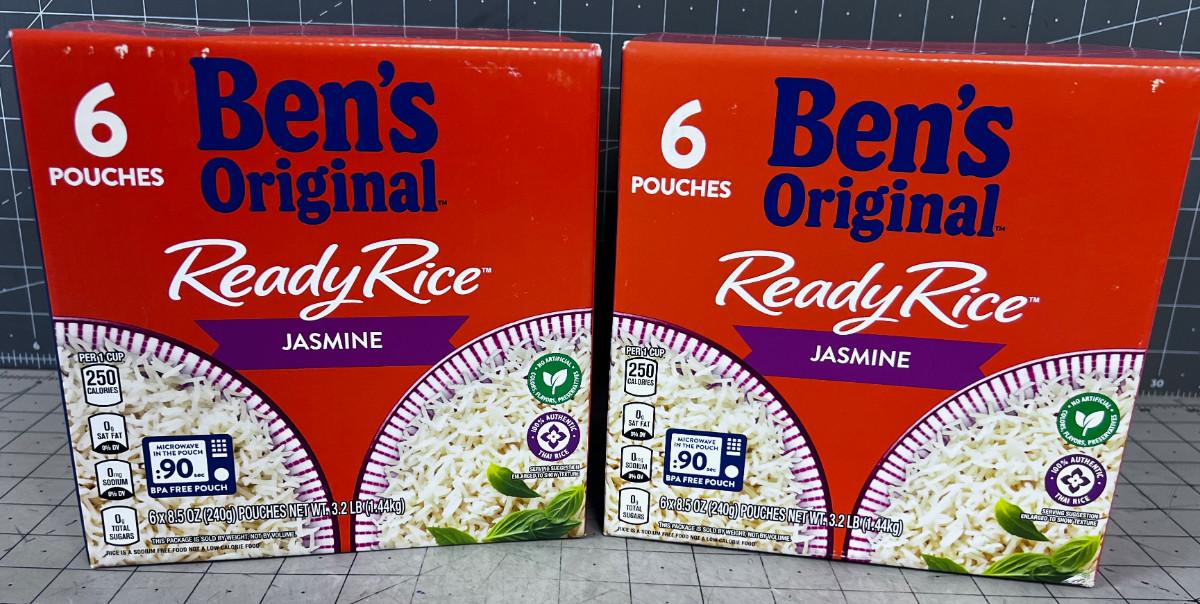 6
POUCHES
Ben's
Original™
Ready Rice™
JASMINE
PER 1 CUP
250
CALORIES
0g
SAT FAT
0% DV
0mg
SODIUM
0% DV
0g
TOTAL
SUGARS
MICROWAVE
IN THE POUCH
:90 sec
BPA FREE POUCH
NO ARTIFICIAL
COLORS, FLAVORS, PRESERVATIVES
100% AUTHENTIC
THAI RICE
SERVING SUGGESTION
ENLARGED TO SHOW TEXTURE
6 x 8.5 OZ (240g) POUCHES NET WT. 3.2 LB (1.44kg)
THIS PACKAGE IS SOLD BY WEIGHT, NOT BY VOLUME.
RICE IS A SODIUM FREE FOOD NOT A LOW CALORIE FOOD
6
POUCHES
Ben's
Original™
Ready Rice™
JASMINE
PER 1 CUP
250
CALORIES
0g
SAT FAT
0% DV
0mg
SODIUM
0% DV
0g
TOTAL
SUGARS
MICROWAVE
IN THE POUCH
:90 sec
BPA FREE POUCH
NO ARTIFICIAL
COLORS, FLAVORS, PRESERVATIVES
100% AUTHENTIC
THAI RICE
SERVING SUGGESTION
ENLARGED TO SHOW TEXTURE
6 x 8.5 OZ (240g) POUCHES NET WT. 3.2 LB (1.44kg)
THIS PACKAGE IS SOLD BY WEIGHT, NOT BY VOLUME.
RICE IS A SODIUM FREE FOOD NOT A LOW CALORIE FOOD
30